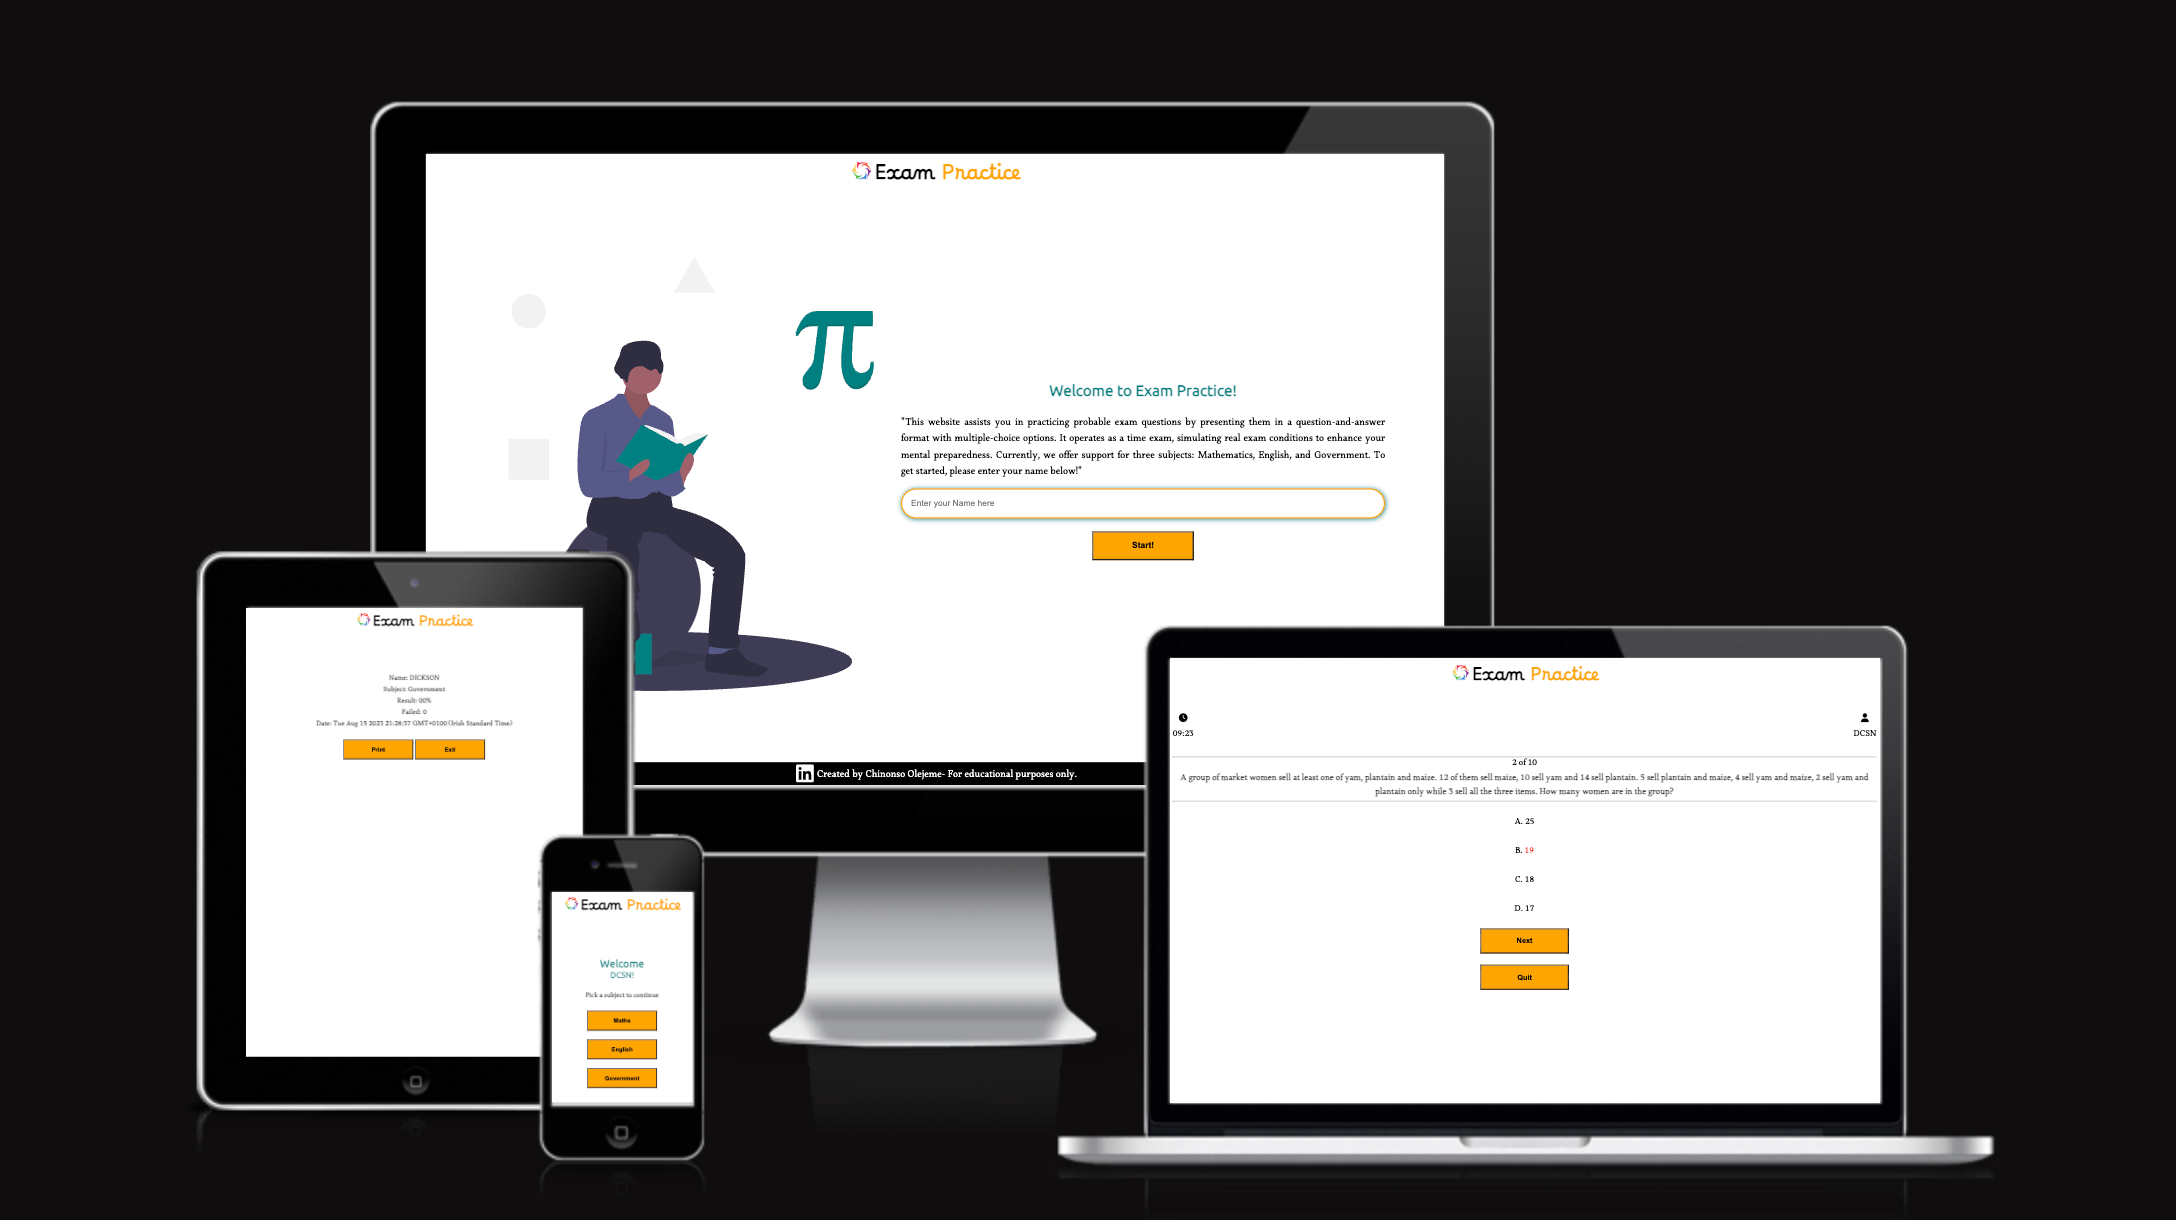 Exam Practice
π
Welcome to Exam Practice!
"This website assists you in practicing probable exam questions by presenting them in a question-and-answer
format with multiple-choice options. It operates as a time exam, simulating real exam conditions to enhance your
mental preparedness. Currently, we offer support for three subjects: Mathematics, English, and Government. To
get started, please enter your name below!"
Enter your Name here
Start!
in Created by Chinonso Olejeme- For educational purposes only.
Exam Practice
Name: DICKSON
Subject: Government
Result: 00%
Failed: 0
Date: Tue Aug 15 2023 21:28:57 GMT+0100 (Irish Standard Time)
Print Exit
Exam Practice
Welcome
DCSN!
Pick a subject to continue
Maths
English
Government
Exam Practice
09:23 DCSN
2 of 10
A group of market women sell at least one of yam, plantain and maize. 12 of them sell maize, 10 sell yam and 14 sell plantain. 5 sell plantain and maize, 4 sell yam and maize, 2 sell yam and
plantain only while 3 sell all the three items. How many women are in the group?
A. 25
B. 19
C. 18
D. 17
Next
Quit